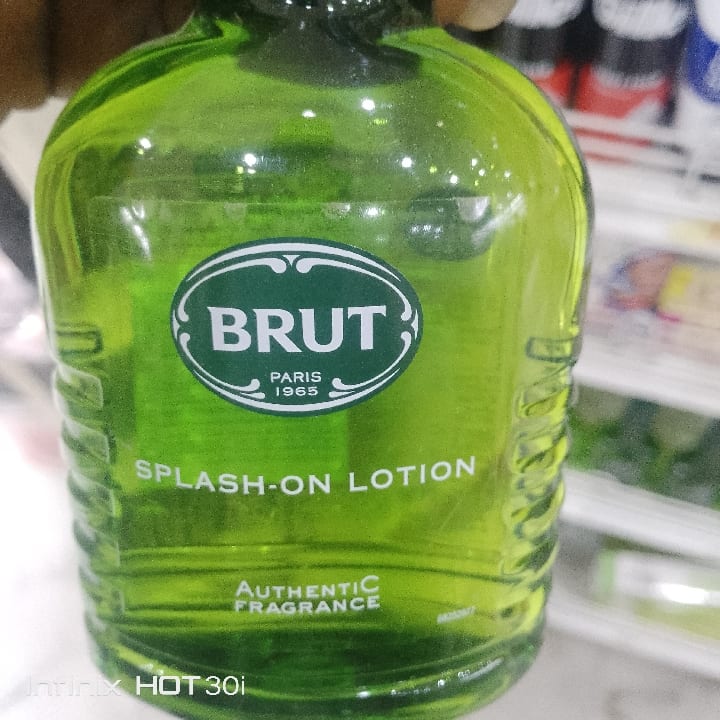 BRUT
PARIS
1965
SPLASH-ON LOTION
AUTHENTIC
FRAGRANCE
Infinix HOT 30i